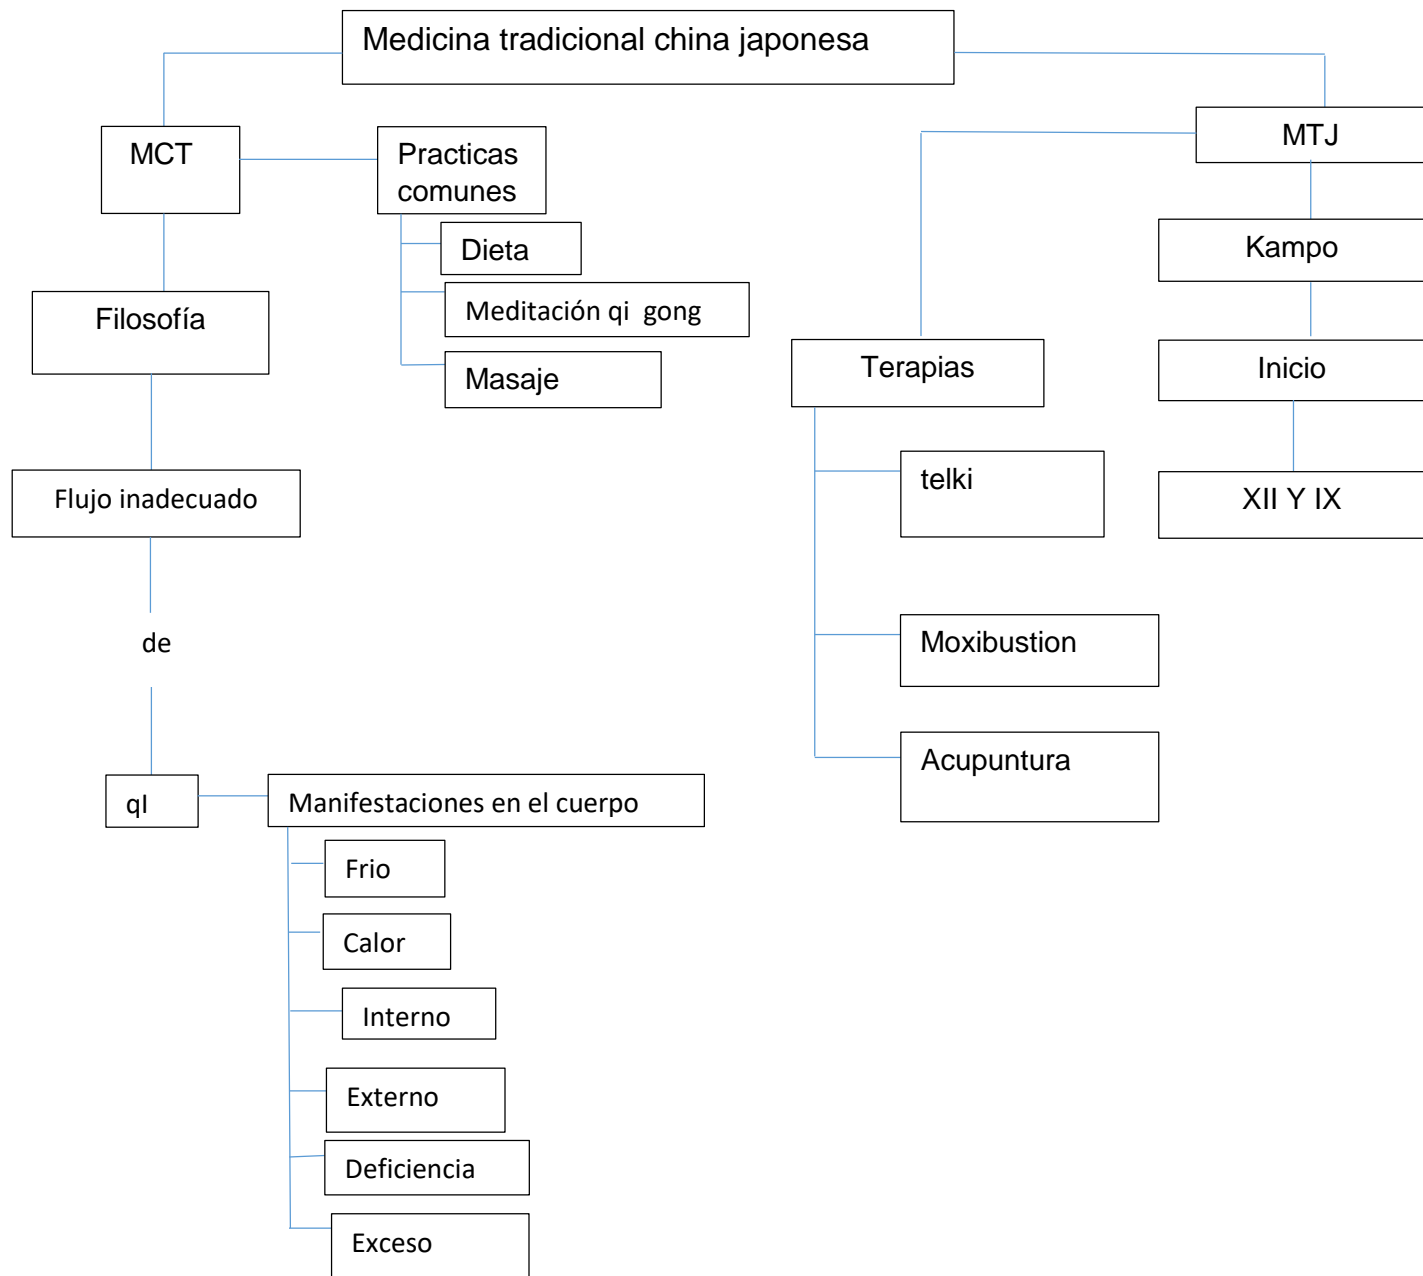 Medicina tradicional china japonesa
MCT
Practicas
comunes
Dieta
Meditación qi  gong
Masaje
Filosofía
Flujo inadecuado
de
qI
Manifestaciones en el cuerpo
Frio
Calor
Interno
Externo
Deficiencia
Exceso
MTJ
Kampo
Inicio
XII Y IX
Terapias
telki
Moxibustion
Acupuntura